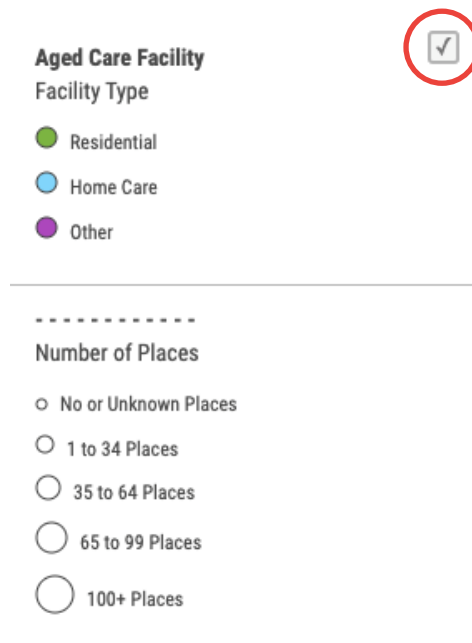 Aged Care Facility
Facility Type
Residential
Home Care
Other
- - - - - - - - - - - -
Number of Places
No or Unknown Places
1 to 34 Places
35 to 64 Places
65 to 99 Places
100+ Places